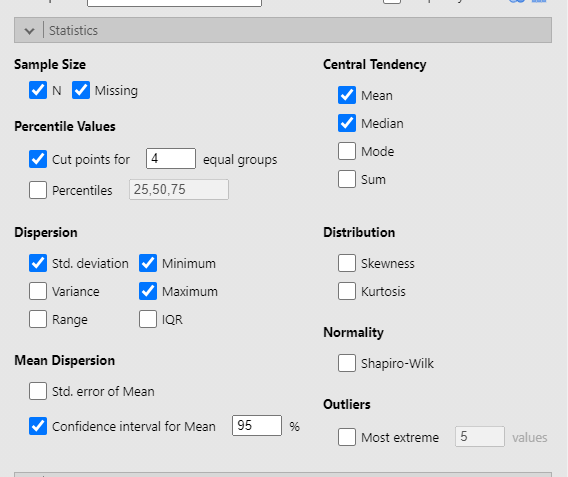 Statistics
Sample Size
N Missing
Percentile Values
Cut points for 4 equal groups
Percentiles 25,50,75
Dispersion
Std. deviation Minimum
Variance Maximum
Range IQR
Mean Dispersion
Std. error of Mean
Confidence interval for Mean 95 %
Central Tendency
Mean
Median
Mode
Sum
Distribution
Skewness
Kurtosis
Normality
Shapiro-Wilk
Outliers
Most extreme 5 values